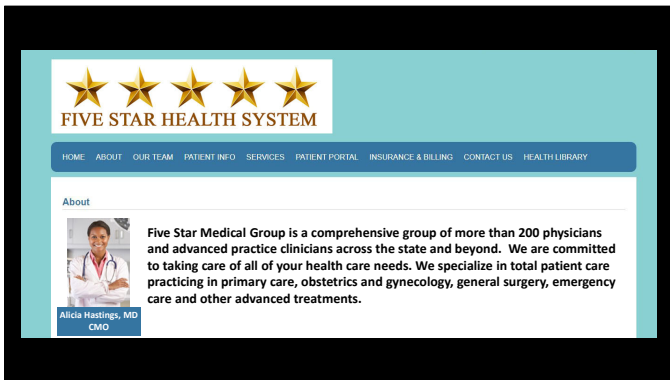 FIVE STAR HEALTH SYSTEM
HOME ABOUT OUR TEAM PATIENT INFO SERVICES PATIENT PORTAL INSURANCE & BILLING CONTACT US HEALTH LIBRARY
About
Five Star Medical Group is a comprehensive group of more than 200 physicians
and advanced practice clinicians across the state and beyond. We are committed
to taking care of all of your health care needs. We specialize in total patient care
practicing in primary care, obstetrics and gynecology, general surgery, emergency
care and other advanced treatments.
Alicia Hastings, MD
CMO